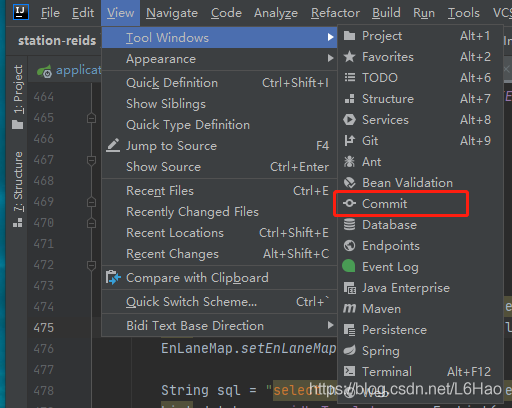 File Edit View Navigate Code Analyze Refactor Build Run Tools VCS
station-reids
Tool Windows
Appearance
Quick Definition Ctrl+Shift+I
Show Siblings
Quick Type Definition
Jump to Source F4
Show Source Ctrl+Enter
Recent Files Ctrl+E
Recently Changed Files
Recent Locations Ctrl+Shift+E
Recent Changes Alt+Shift+C
Compare with Clipboard
Quick Switch Scheme... Ctrl+`
Bidi Text Base Direction
Project Alt+1
Favorites Alt+2
TODO Alt+6
Structure Alt+7
Services Alt+8
Git Alt+9
Ant
Bean Validation
Commit
Database
Endpoints
Event Log
Java Enterprise
Maven
Persistence
Spring
Terminal Alt+F12
Web
1: Project
7: Structure
applica
464
465
466
467
469
470
471
472
473
474
475
476
477
478
EnLaneMap.setEnLaneMap
String sql = "select
https://blog.csdn.net/L6Hao